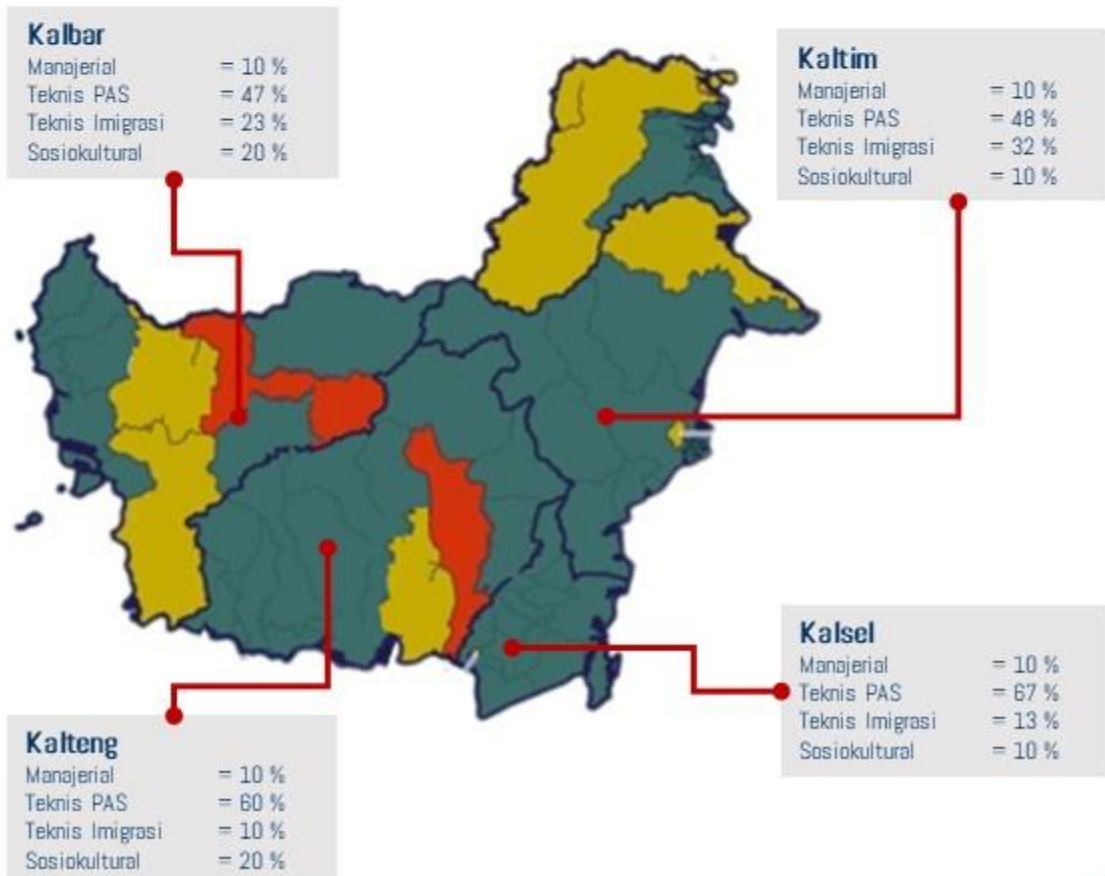 Kalbar
Manajerial = 10 %
Teknis PAS = 47 %
Teknis Imigrasi = 23 %
Sosiokultural = 20 %
Kaltim
Manajerial = 10 %
Teknis PAS = 48 %
Teknis Imigrasi = 32 %
Sosiokultural = 10 %
Kalteng
Manajerial = 10 %
Teknis PAS = 60 %
Teknis Imigrasi = 10 %
Sosiokultural = 20 %
Kalsel
Manajerial = 10 %
Teknis PAS = 67 %
Teknis Imigrasi = 13 %
Sosiokultural = 10 %